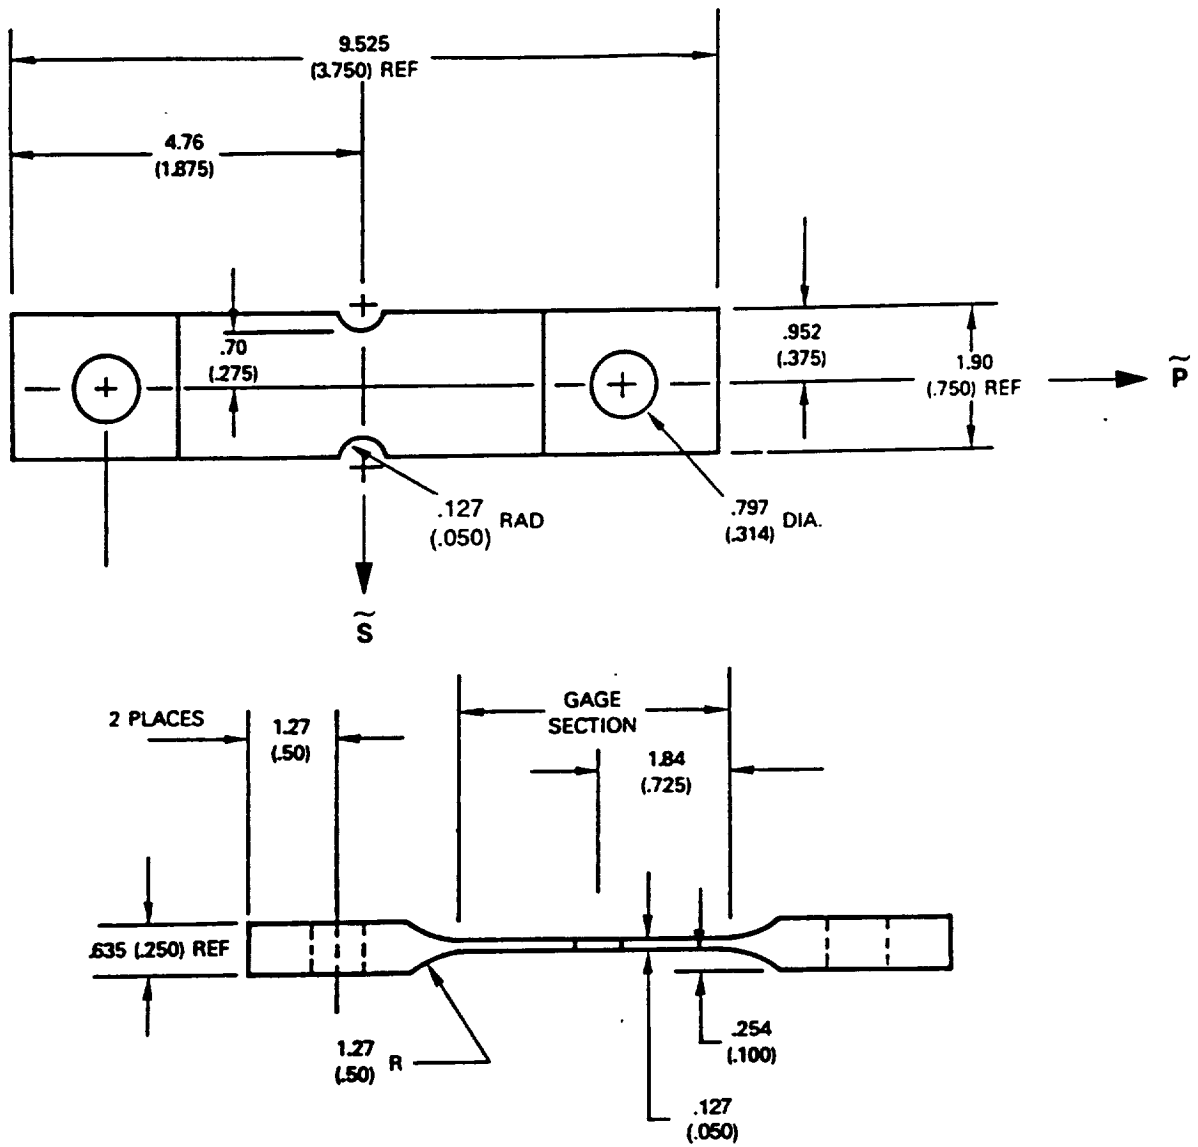 9.525
(3.750) REF
4.76
(1.875)
.70
(.275)
.952
(.375)
1.90
(.750) REF
P̃
.127
(.050) RAD
.797
(.314) DIA.
S̃
2 PLACES
1.27
(.50)
GAGE
SECTION
1.84
(.725)
.635 (.250) REF
1.27
(.50) R
.254
(.100)
.127
(.050)